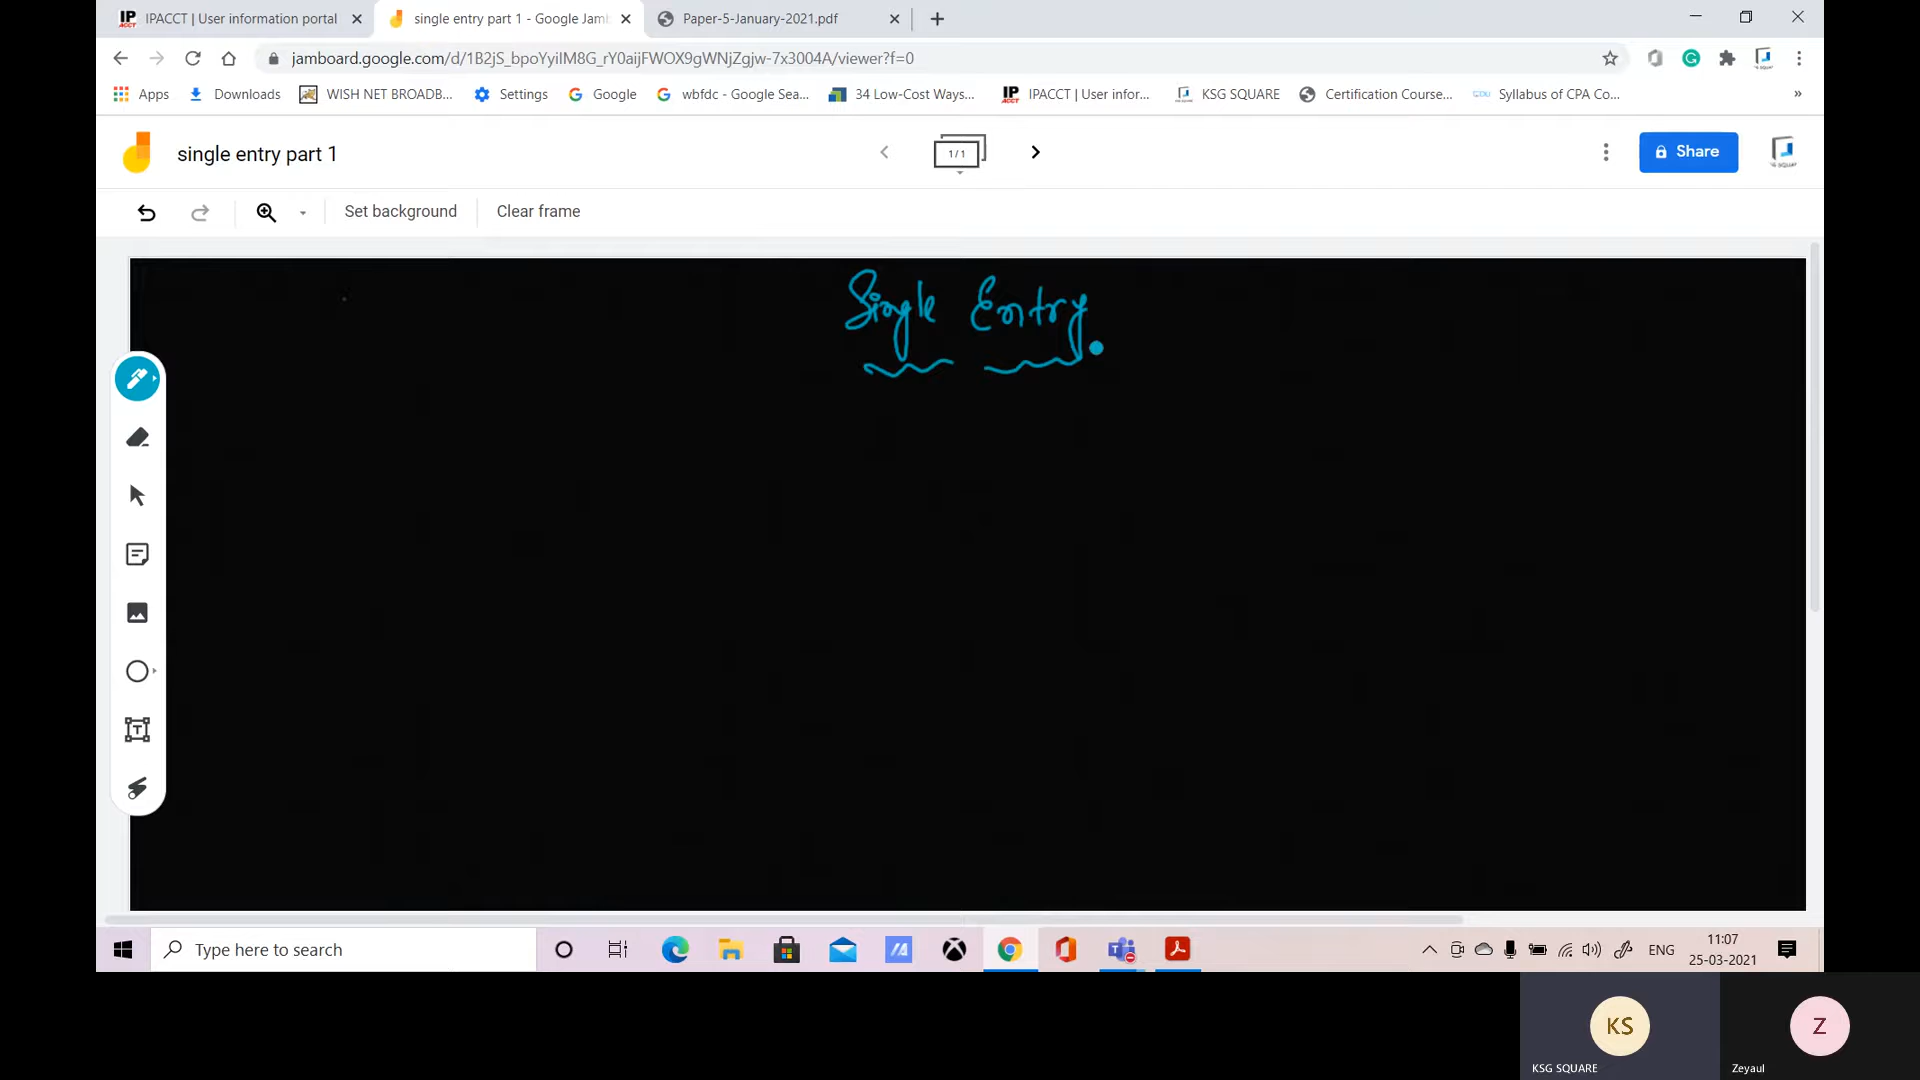 IPACCT | User information portal
single entry part 1 - Google Jamb
Paper-5-January-2021.pdf
jamboard.google.com/d/1B2jS_bpoYyilM8G_rY0aijFWOX9gWNjZgjw-7x3004A/viewer?f=0
Apps Downloads WISH NET BROADB... Settings Google wbfdc - Google Sea... 34 Low-Cost Ways... IPACCT | User infor... KSG SQUARE Certification Course... Syllabus of CPA Co... »
single entry part 1
1/1
Share
Set background Clear frame
Single Entry
Type here to search
ENG
11:07
25-03-2021
KS
Z
KSG SQUARE
Zeyaul